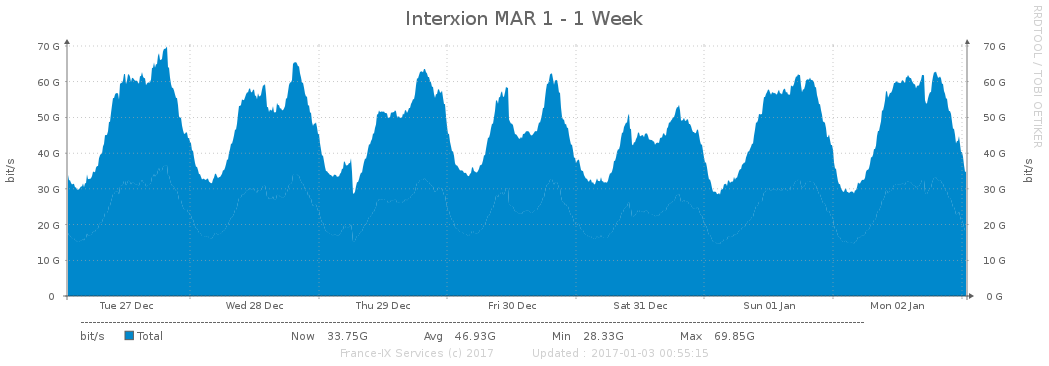 Interxion MAR 1 - 1 Week
RRDTOOL / TOBI OETIKER
70 G 70 G
60 G 60 G
50 G 50 G
40 G 40 G
30 G 30 G
20 G 20 G
10 G 10 G
0 0 G
bit/s bit/s
Tue 27 Dec Wed 28 Dec Thu 29 Dec Fri 30 Dec Sat 31 Dec Sun 01 Jan Mon 02 Jan
bit/s Total Now 33.75G Avg 46.93G Min 28.33G Max 69.85G
France-IX Services (c) 2017 Updated : 2017-01-03 00:55:15